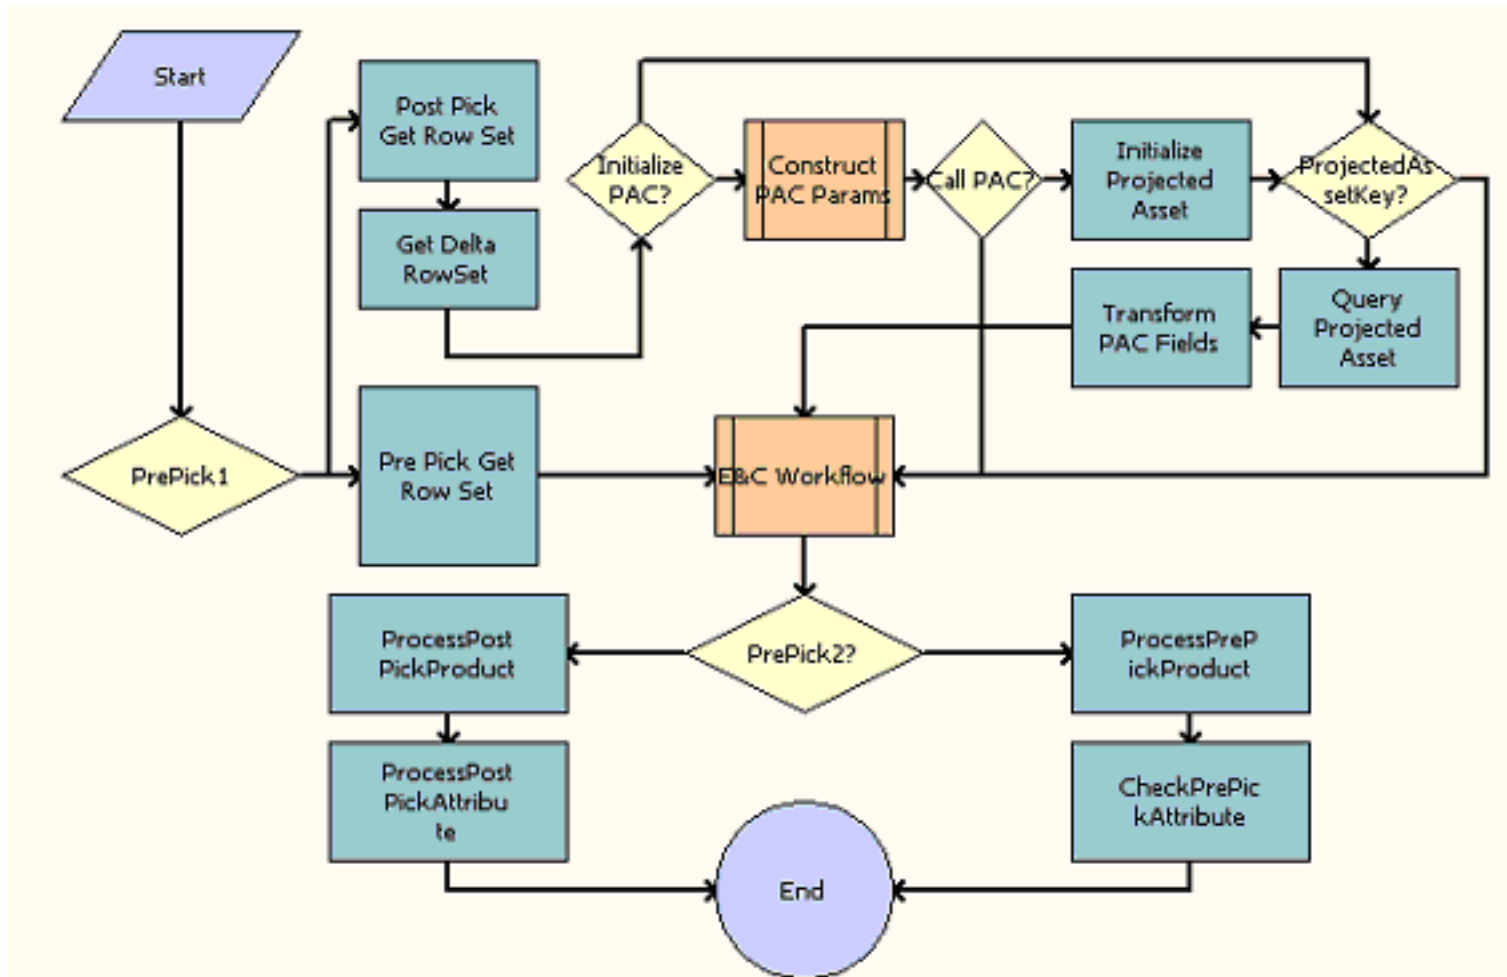 Start
Post Pick
Get Row Set
Initialize
PAC?
Construct
PAC Params
Call PAC?
Initialize
Projected
Asset
ProjectedAs
setKey?
Get Delta
RowSet
Transform
PAC Fields
Query
Projected
Asset
PrePick1
Pre Pick Get
Row Set
E&C Workflow
ProcessPost
PickProduct
PrePick2?
ProcessPreP
ickProduct
ProcessPost
PickAttribu
te
CheckPrePic
kAttribute
End